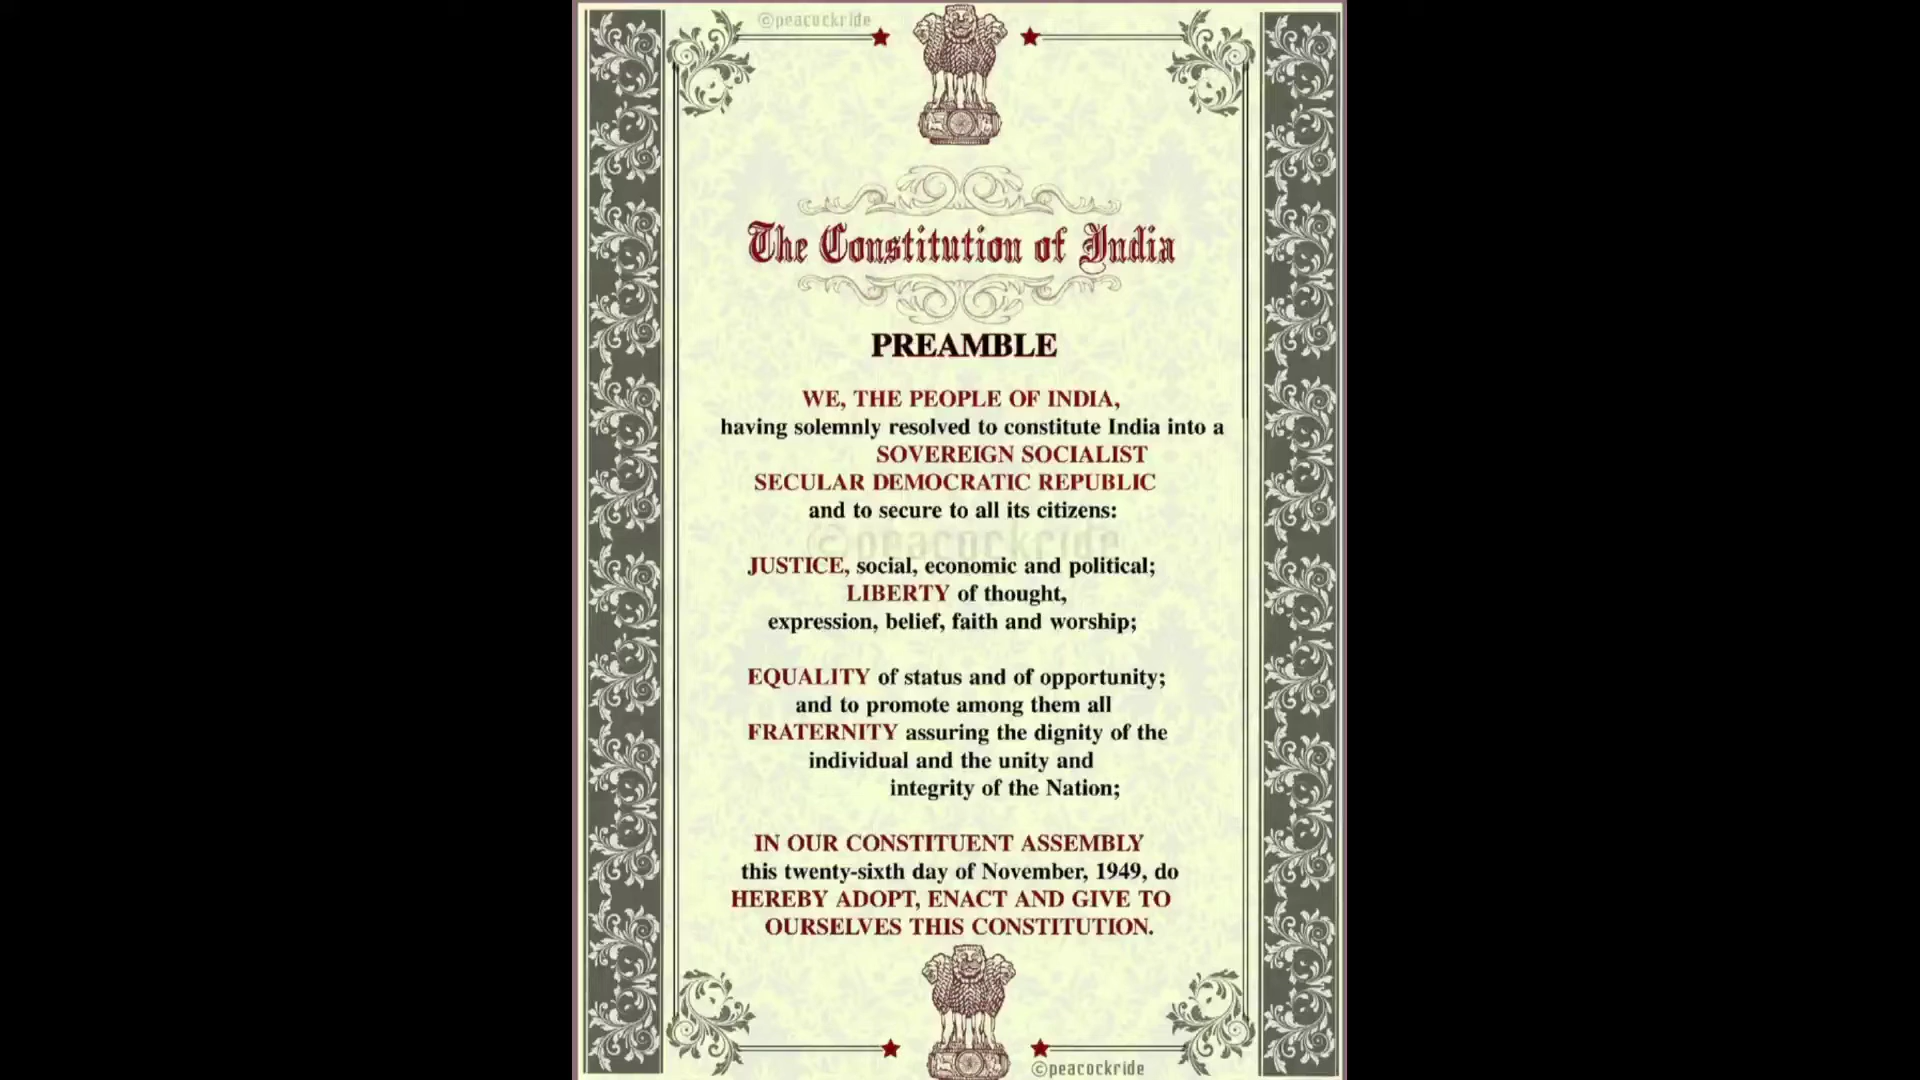 ©peacockride
The Constitution of India
PREAMBLE
WE, THE PEOPLE OF INDIA,
having solemnly resolved to constitute India into a
SOVEREIGN SOCIALIST
SECULAR DEMOCRATIC REPUBLIC
and to secure to all its citizens:
©peacockride
JUSTICE, social, economic and political;
LIBERTY of thought,
expression, belief, faith and worship;
EQUALITY of status and of opportunity;
and to promote among them all
FRATERNITY assuring the dignity of the
individual and the unity and
integrity of the Nation;
IN OUR CONSTITUENT ASSEMBLY
this twenty-sixth day of November, 1949, do
HEREBY ADOPT, ENACT AND GIVE TO
OURSELVES THIS CONSTITUTION.
©peacockride